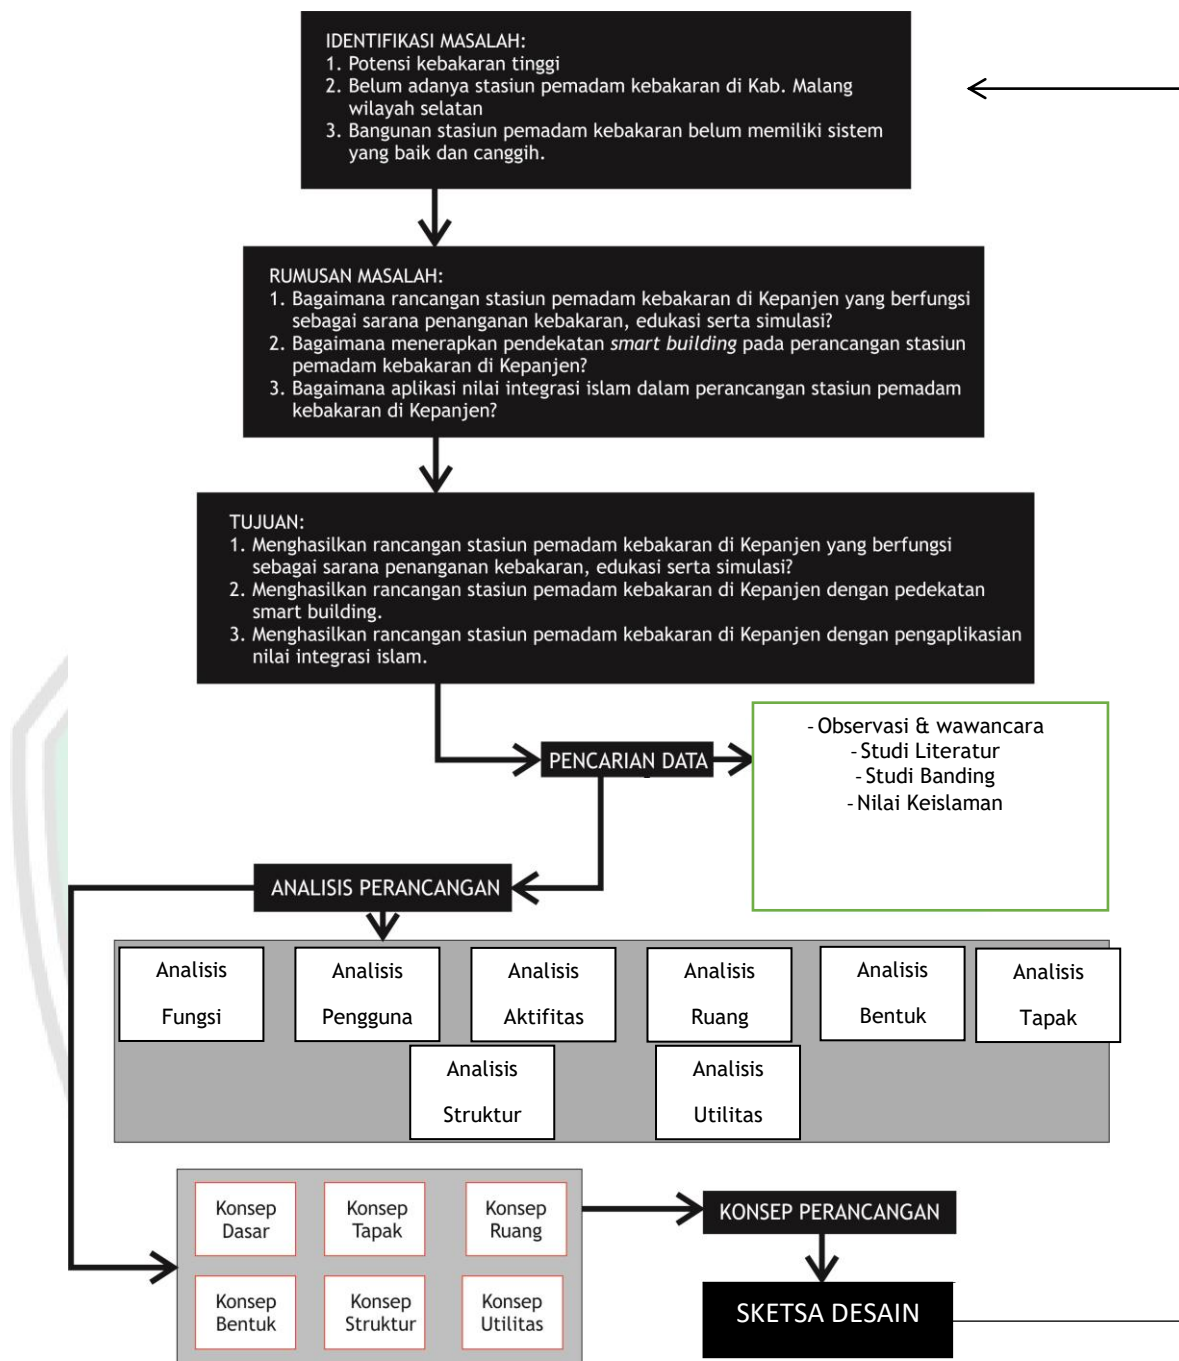 IDENTIFIKASI MASALAH:
1. Potensi kebakaran tinggi
2. Belum adanya stasiun pemadam kebakaran di Kab. Malang
wilayah selatan
3. Bangunan stasiun pemadam kebakaran belum memiliki sistem
yang baik dan canggih.
RUMUSAN MASALAH:
1. Bagaimana rancangan stasiun pemadam kebakaran di Kepanjen yang berfungsi
sebagai sarana penanganan kebakaran, edukasi serta simulasi?
2. Bagaimana menerapkan pendekatan smart building pada perancangan stasiun
pemadam kebakaran di Kepanjen?
3. Bagaimana aplikasi nilai integrasi islam dalam perancangan stasiun pemadam
kebakaran di Kepanjen?
TUJUAN:
1. Menghasilkan rancangan stasiun pemadam kebakaran di Kepanjen yang berfungsi
sebagai sarana penanganan kebakaran, edukasi serta simulasi?
2. Menghasilkan rancangan stasiun pemadam kebakaran di Kepanjen dengan pedekatan
smart building.
3. Menghasilkan rancangan stasiun pemadam kebakaran di Kepanjen dengan pengaplikasian
nilai integrasi islam.
PENCARIAN DATA
- Observasi & wawancara
- Studi Literatur
- Studi Banding
- Nilai Keislaman
ANALISIS PERANCANGAN
Analisis
Fungsi
Analisis
Pengguna
Analisis
Aktifitas
Analisis
Ruang
Analisis
Bentuk
Analisis
Tapak
Analisis
Struktur
Analisis
Utilitas
Konsep
Dasar
Konsep
Tapak
Konsep
Ruang
Konsep
Bentuk
Konsep
Struktur
Konsep
Utilitas
KONSEP PERANCANGAN
SKETSA DESAIN